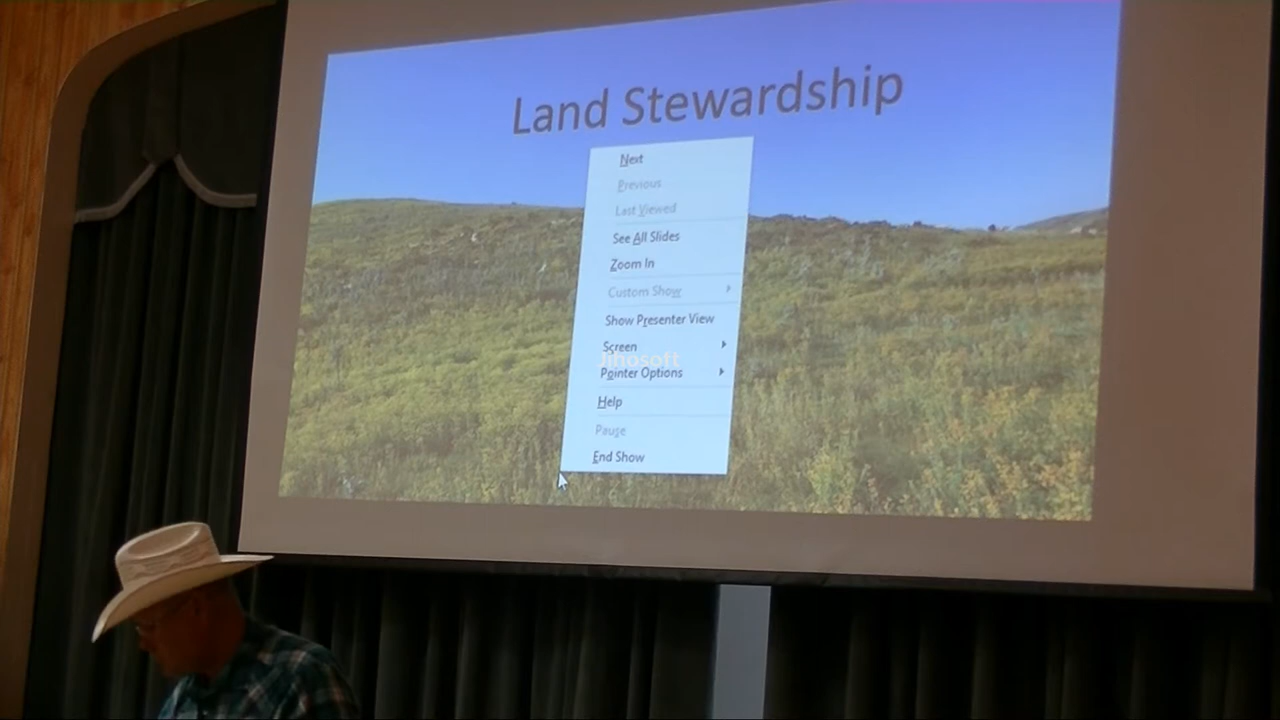 Land Stewardship
Next
Previous
Last Viewed
See All Slides
Zoom In
Custom Show
Show Presenter View
Screen
Jihosoft
Pointer Options
Help
Pause
End Show